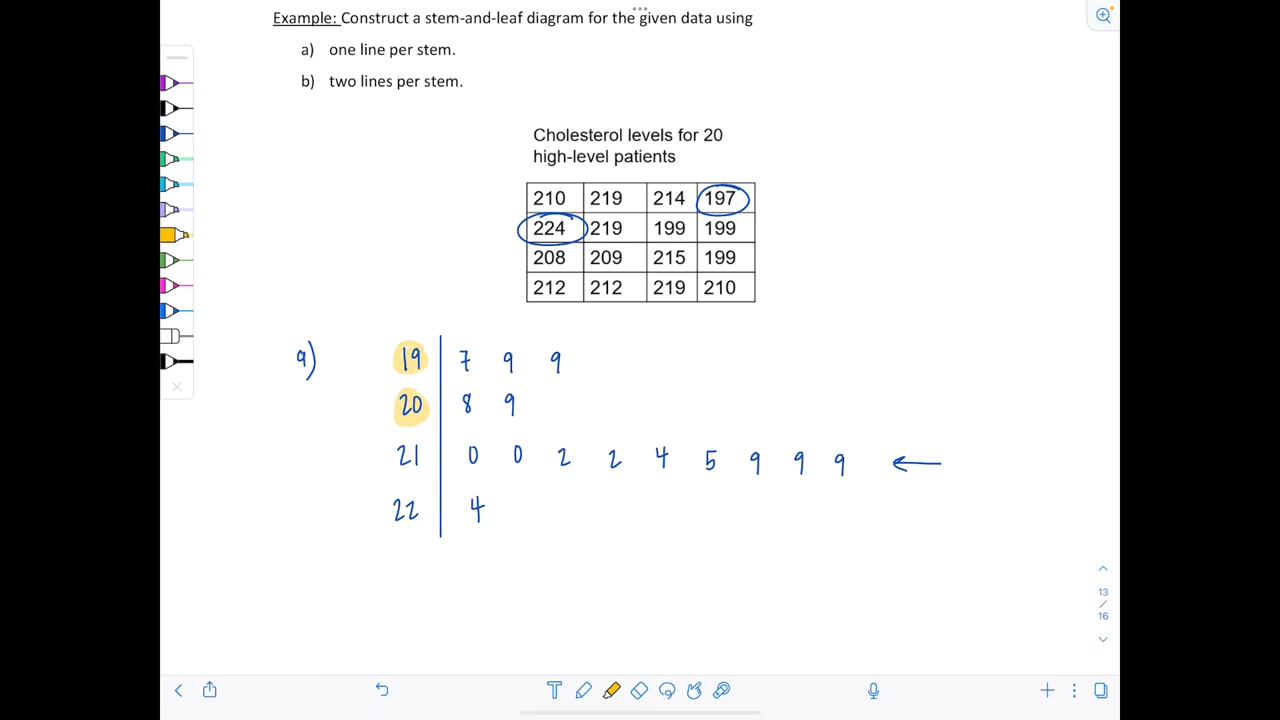 Example: Construct a stem-and-leaf diagram for the given data using
a) one line per stem.
b) two lines per stem.
Cholesterol levels for 20
high-level patients
210 219 214 197
224 219 199 199
208 209 215 199
212 212 219 210
a) 19 7 9 9
20 8 9
21 0 0 2 2 4 5 9 9 9
22 4
13
/
16
T